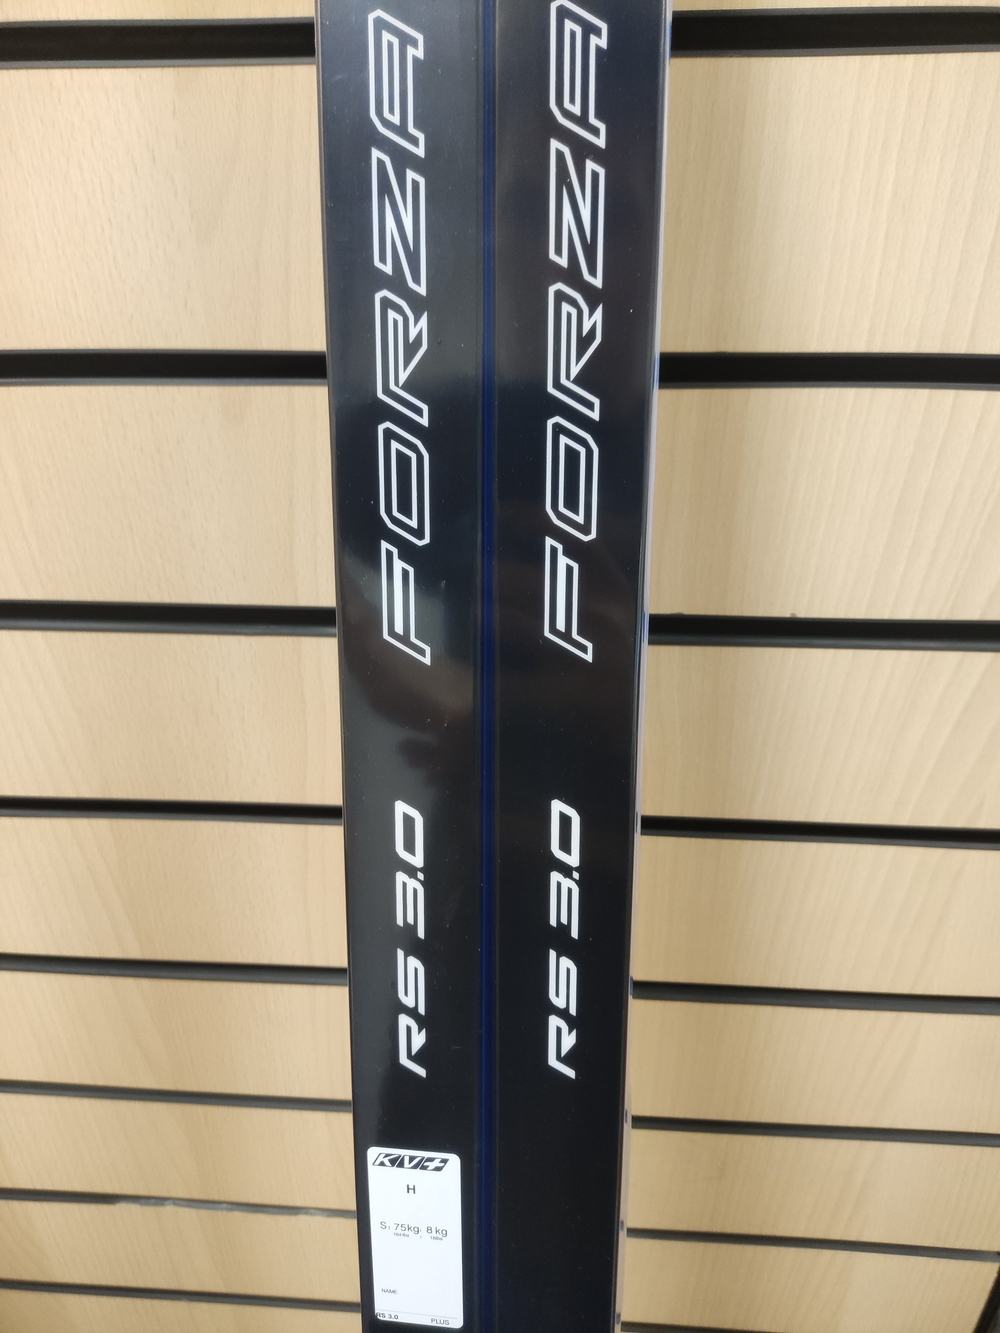 FORZA
RS 3.0
FORZA
RS 3.0
KV+
H
S: 75kg: 8kg
NAME:
RS 3.0 PLUS